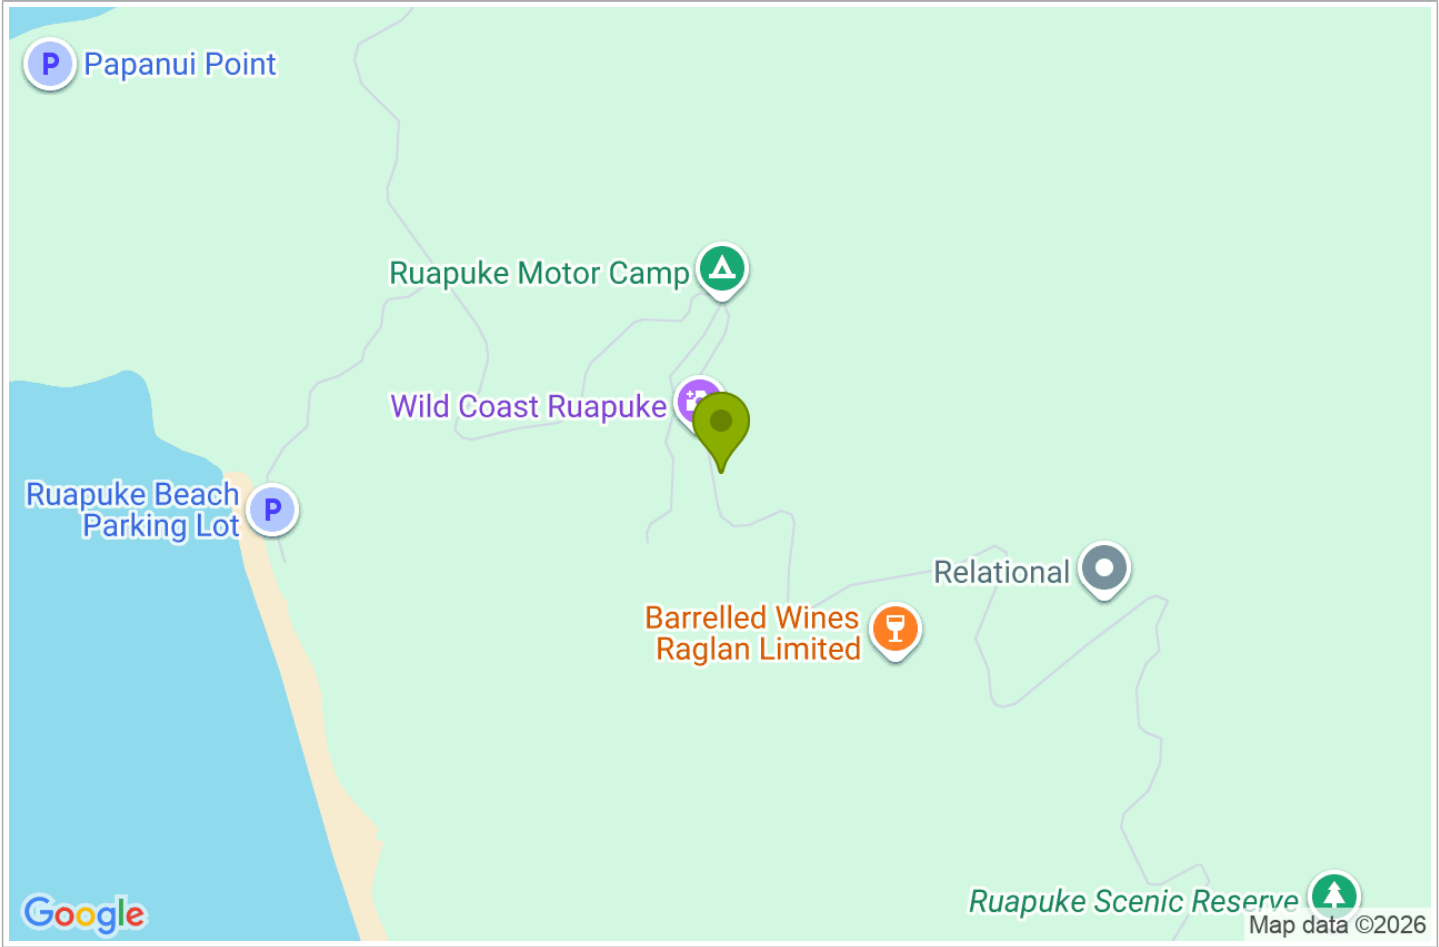 P Papanui Point
Ruapuke Motor Camp
Wild Coast Ruapuke
Ruapuke Beach
Parking Lot
P
Relational
Barrelled Wines
Raglan Limited
Ruapuke Scenic Reserve
Google
Map data ©2026